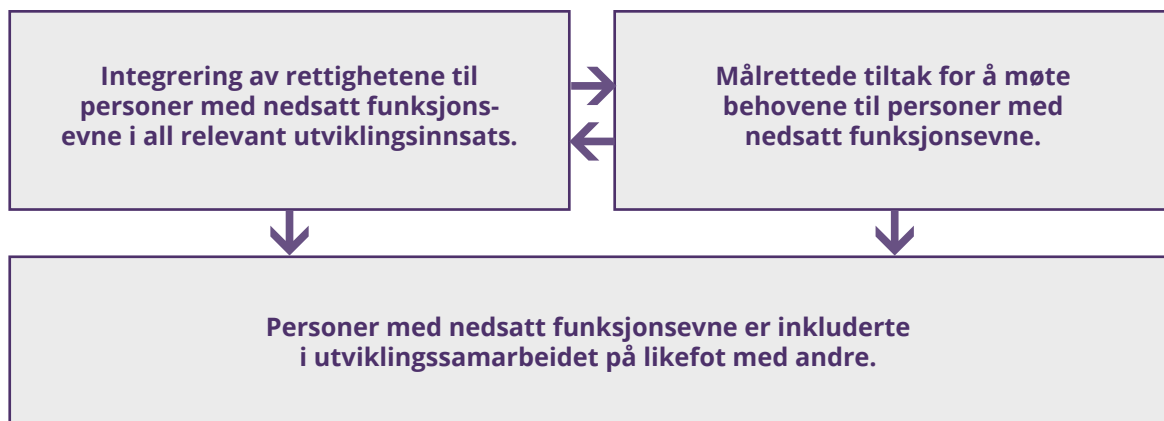 Integrering av rettighetene til
personer med nedsatt funksjons-
evne i all relevant utviklingsinnsats.
Målrettede tiltak for å møte
behovene til personer med
nedsatt funksjonsevne.
Personer med nedsatt funksjonsevne er inkluderte
i utviklingssamarbeidet på likefot med andre.